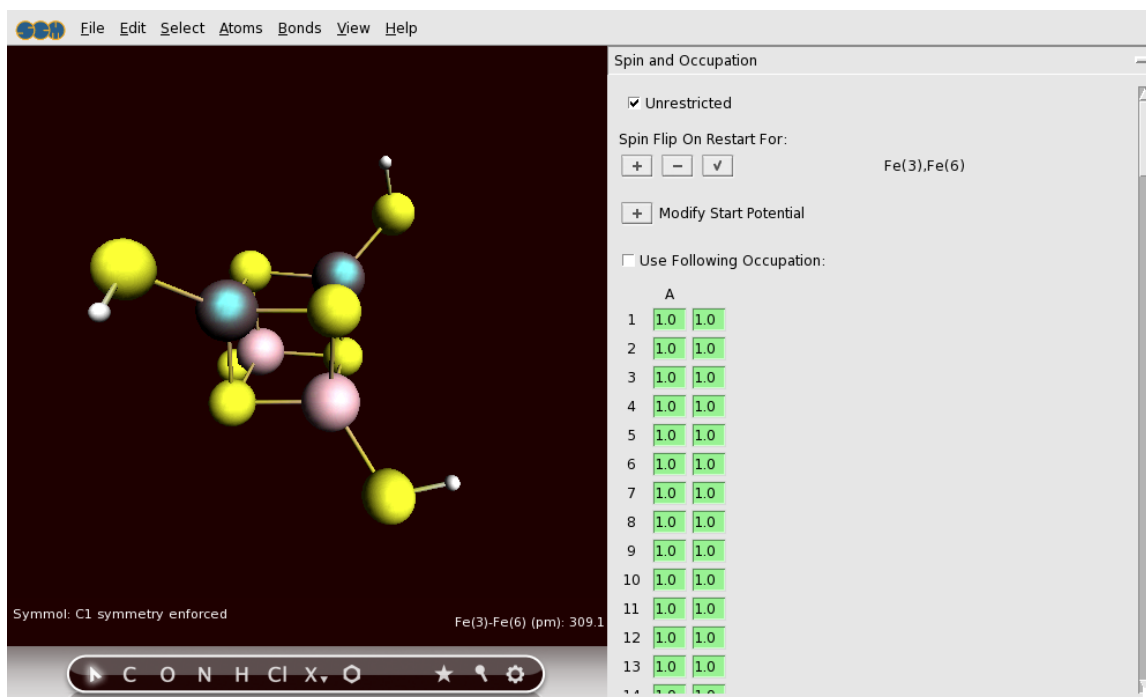 SCM File Edit Select Atoms Bonds View Help
Spin and Occupation
Unrestricted
Spin Flip On Restart For:
+ − √ Fe(3),Fe(6)
+ Modify Start Potential
Use Following Occupation:
A
1 1.0 1.0
2 1.0 1.0
3 1.0 1.0
4 1.0 1.0
5 1.0 1.0
6 1.0 1.0
7 1.0 1.0
8 1.0 1.0
9 1.0 1.0
10 1.0 1.0
11 1.0 1.0
12 1.0 1.0
13 1.0 1.0
Symmol: C1 symmetry enforced
Fe(3)-Fe(6) (pm): 309.1
C O N H Cl X